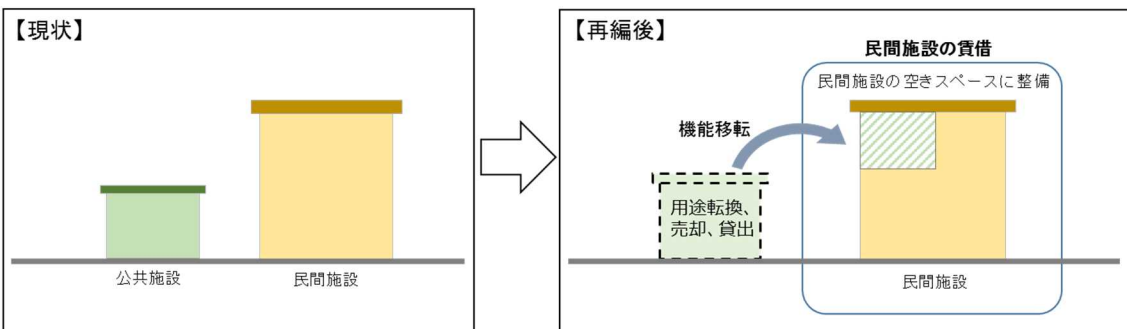 【現状】
公共施設
民間施設
【再編後】
民間施設の賃借
民間施設の空きスペースに整備
機能移転
用途転換、
売却、貸出
民間施設